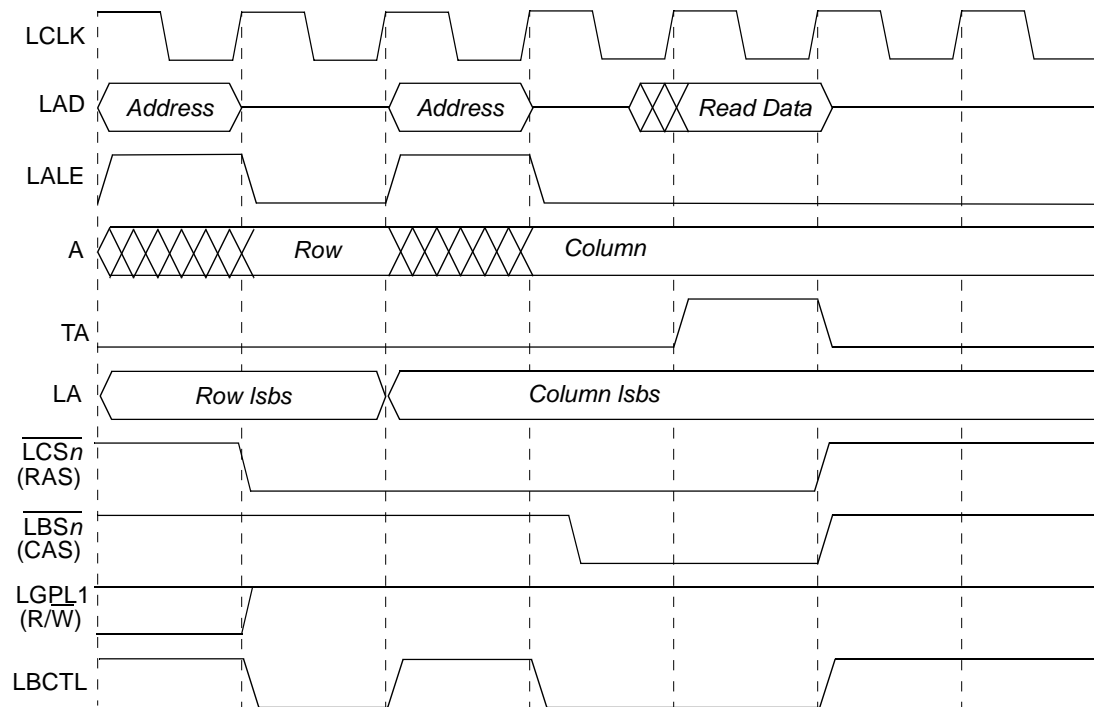 LCLK
LAD Address Address Read Data
LALE
A Row Column
TA
LA Row lsbs Column lsbs
LCSn
(RAS)
LBSn
(CAS)
LGPL1
(R/W)
LBCTL